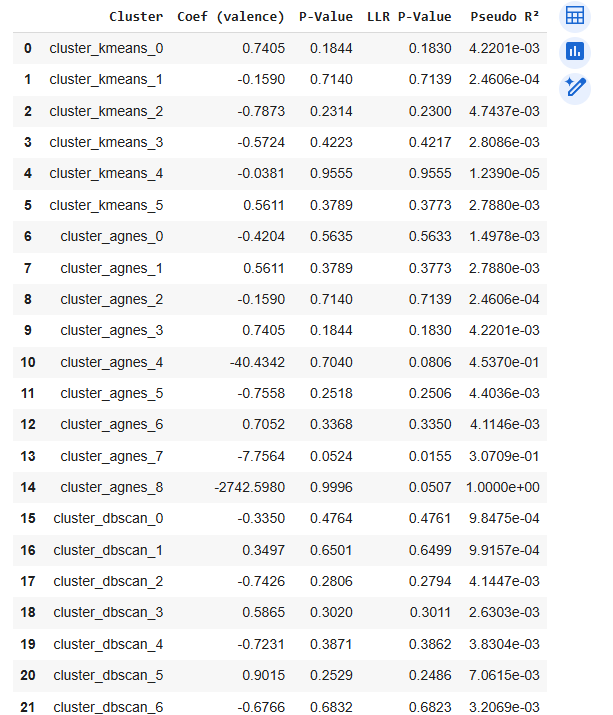 Cluster Coef (valence) P-Value LLR P-Value Pseudo R²
0 cluster_kmeans_0 0.7405 0.1844 0.1830 4.2201e-03
1 cluster_kmeans_1 -0.1590 0.7140 0.7139 2.4606e-04
2 cluster_kmeans_2 -0.7873 0.2314 0.2300 4.7437e-03
3 cluster_kmeans_3 -0.5724 0.4223 0.4217 2.8086e-03
4 cluster_kmeans_4 -0.0381 0.9555 0.9555 1.2390e-05
5 cluster_kmeans_5 0.5611 0.3789 0.3773 2.7880e-03
6 cluster_agnes_0 -0.4204 0.5635 0.5633 1.4978e-03
7 cluster_agnes_1 0.5611 0.3789 0.3773 2.7880e-03
8 cluster_agnes_2 -0.1590 0.7140 0.7139 2.4606e-04
9 cluster_agnes_3 0.7405 0.1844 0.1830 4.2201e-03
10 cluster_agnes_4 -40.4342 0.7040 0.0806 4.5370e-01
11 cluster_agnes_5 -0.7558 0.2518 0.2506 4.4036e-03
12 cluster_agnes_6 0.7052 0.3368 0.3350 4.1146e-03
13 cluster_agnes_7 -7.7564 0.0524 0.0155 3.0709e-01
14 cluster_agnes_8 -2742.5980 0.9996 0.0507 1.0000e+00
15 cluster_dbscan_0 -0.3350 0.4764 0.4761 9.8475e-04
16 cluster_dbscan_1 0.3497 0.6501 0.6499 9.9157e-04
17 cluster_dbscan_2 -0.7426 0.2806 0.2794 4.1447e-03
18 cluster_dbscan_3 0.5865 0.3020 0.3011 2.6303e-03
19 cluster_dbscan_4 -0.7231 0.3871 0.3862 3.8304e-03
20 cluster_dbscan_5 0.9015 0.2529 0.2486 7.0615e-03
21 cluster_dbscan_6 -0.6766 0.6832 0.6823 3.2069e-03